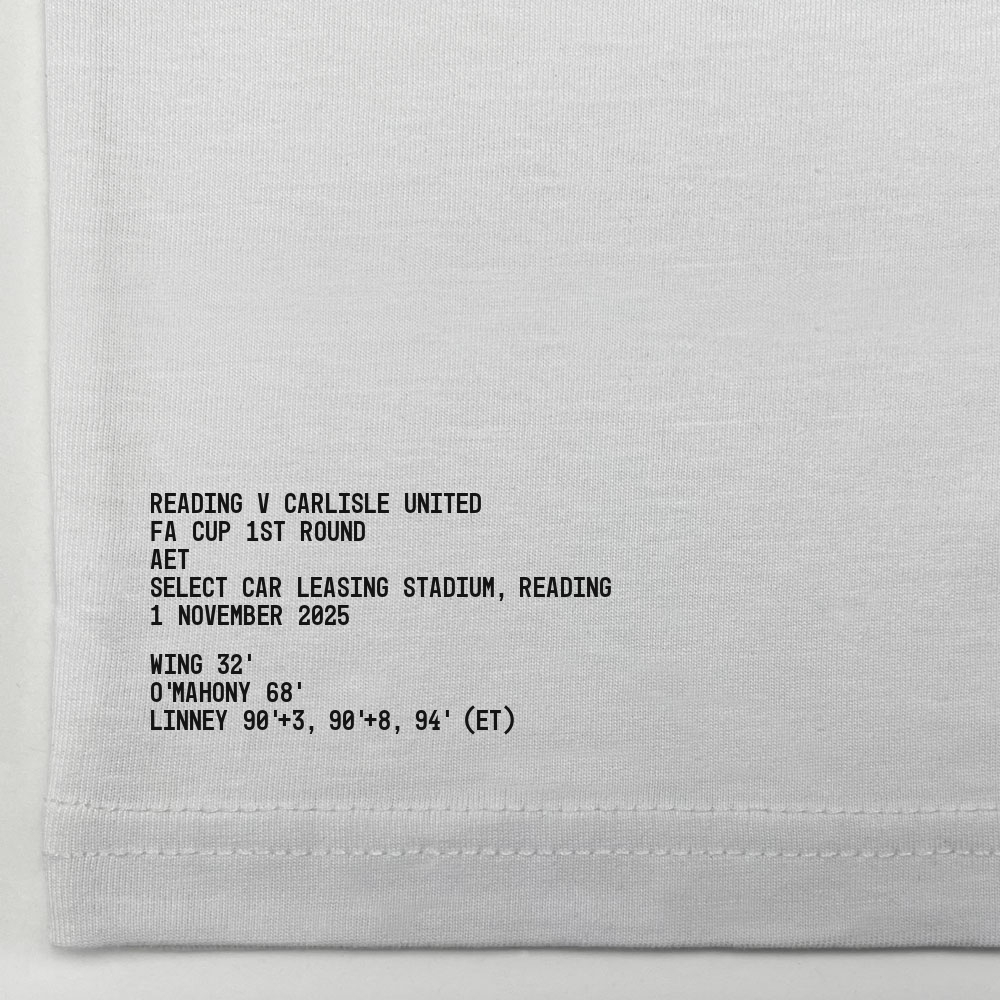 READING V CARLISLE UNITED
FA CUP 1ST ROUND
AET
SELECT CAR LEASING STADIUM, READING
1 NOVEMBER 2025
WING 32'
O'MAHONY 68'
LINNEY 90'+3, 90'+8, 94' (ET)